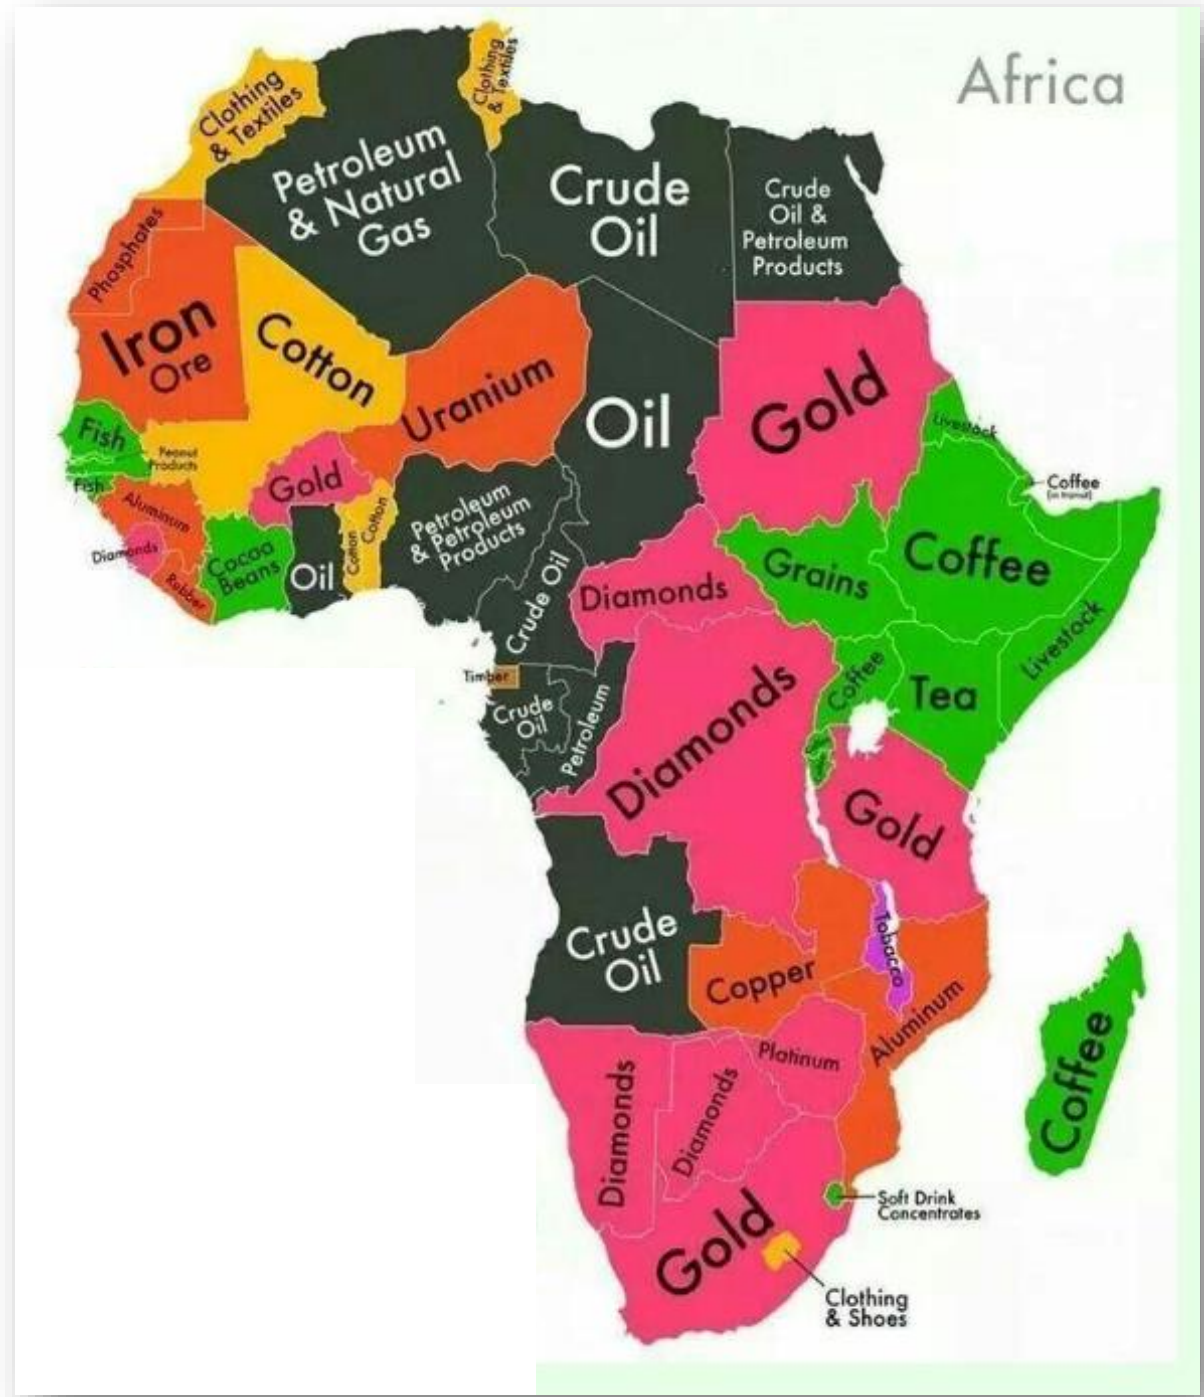 Africa
Clothing
& Textiles
Clothing
& Textiles
Petroleum
& Natural
Gas
Crude
Oil
Crude
Oil &
Petroleum
Products
Phosphates
Iron
Ore
Cotton
Uranium
Oil
Gold
Livestock
Fish
Peanut
Products
Fish
Gold
Coffee
(in transit)
Aluminum
Diamonds
Rubber
Cocoa
Beans
Oil
Cotton
Cotton
Petroleum
& Petroleum
Products
Crude Oil
Diamonds
Grains
Coffee
Livestock
Timber
Crude
Oil
Petroleum
Diamonds
Coffee
Tea
Gold
Crude
Oil
Copper
Tobacco
Aluminum
Coffee
Diamonds
Diamonds
Platinum
Soft Drink
Concentrates
Gold
Clothing
& Shoes